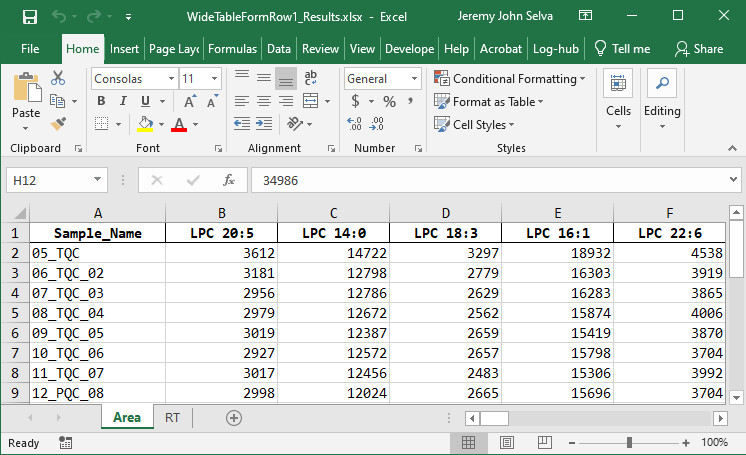 WideTableFormRow1_Results.xlsx - Excel Jeremy John Selva
File Home Insert Page Layo Formulas Data Review View Develope Help Acrobat Log-hub Tell me Share
Consolas 11 General Conditional Formatting
Paste B I U A A ab $ % , Format as Table Cells Editing
A Cell Styles
Clipboard Font Alignment Number Styles
H12 fx 34986
A B C D E F
1 Sample_Name LPC 20:5 LPC 14:0 LPC 18:3 LPC 16:1 LPC 22:6
2 05_TQC 3612 14722 3297 18932 4538
3 06_TQC_02 3181 12798 2779 16303 3919
4 07_TQC_03 2956 12786 2629 16283 3865
5 08_TQC_04 2979 12672 2562 15874 4006
6 09_TQC_05 3019 12387 2659 15419 3870
7 10_TQC_06 2927 12572 2657 15798 3704
8 11_TQC_07 3017 12456 2483 15306 3992
9 12_PQC_08 2998 12024 2665 15696 3704
Area RT
Ready 100%